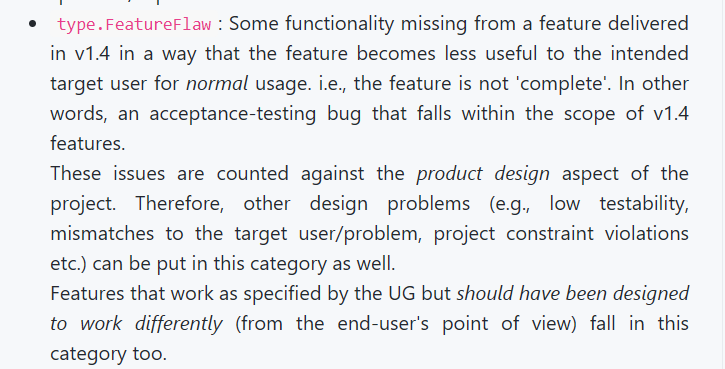 type.FeatureFlaw : Some functionality missing from a feature delivered
in v1.4 in a way that the feature becomes less useful to the intended
target user for normal usage. i.e., the feature is not 'complete'. In other
words, an acceptance-testing bug that falls within the scope of v1.4
features.
These issues are counted against the product design aspect of the
project. Therefore, other design problems (e.g., low testability,
mismatches to the target user/problem, project constraint violations
etc.) can be put in this category as well.
Features that work as specified by the UG but should have been designed
to work differently (from the end-user's point of view) fall in this
category too.